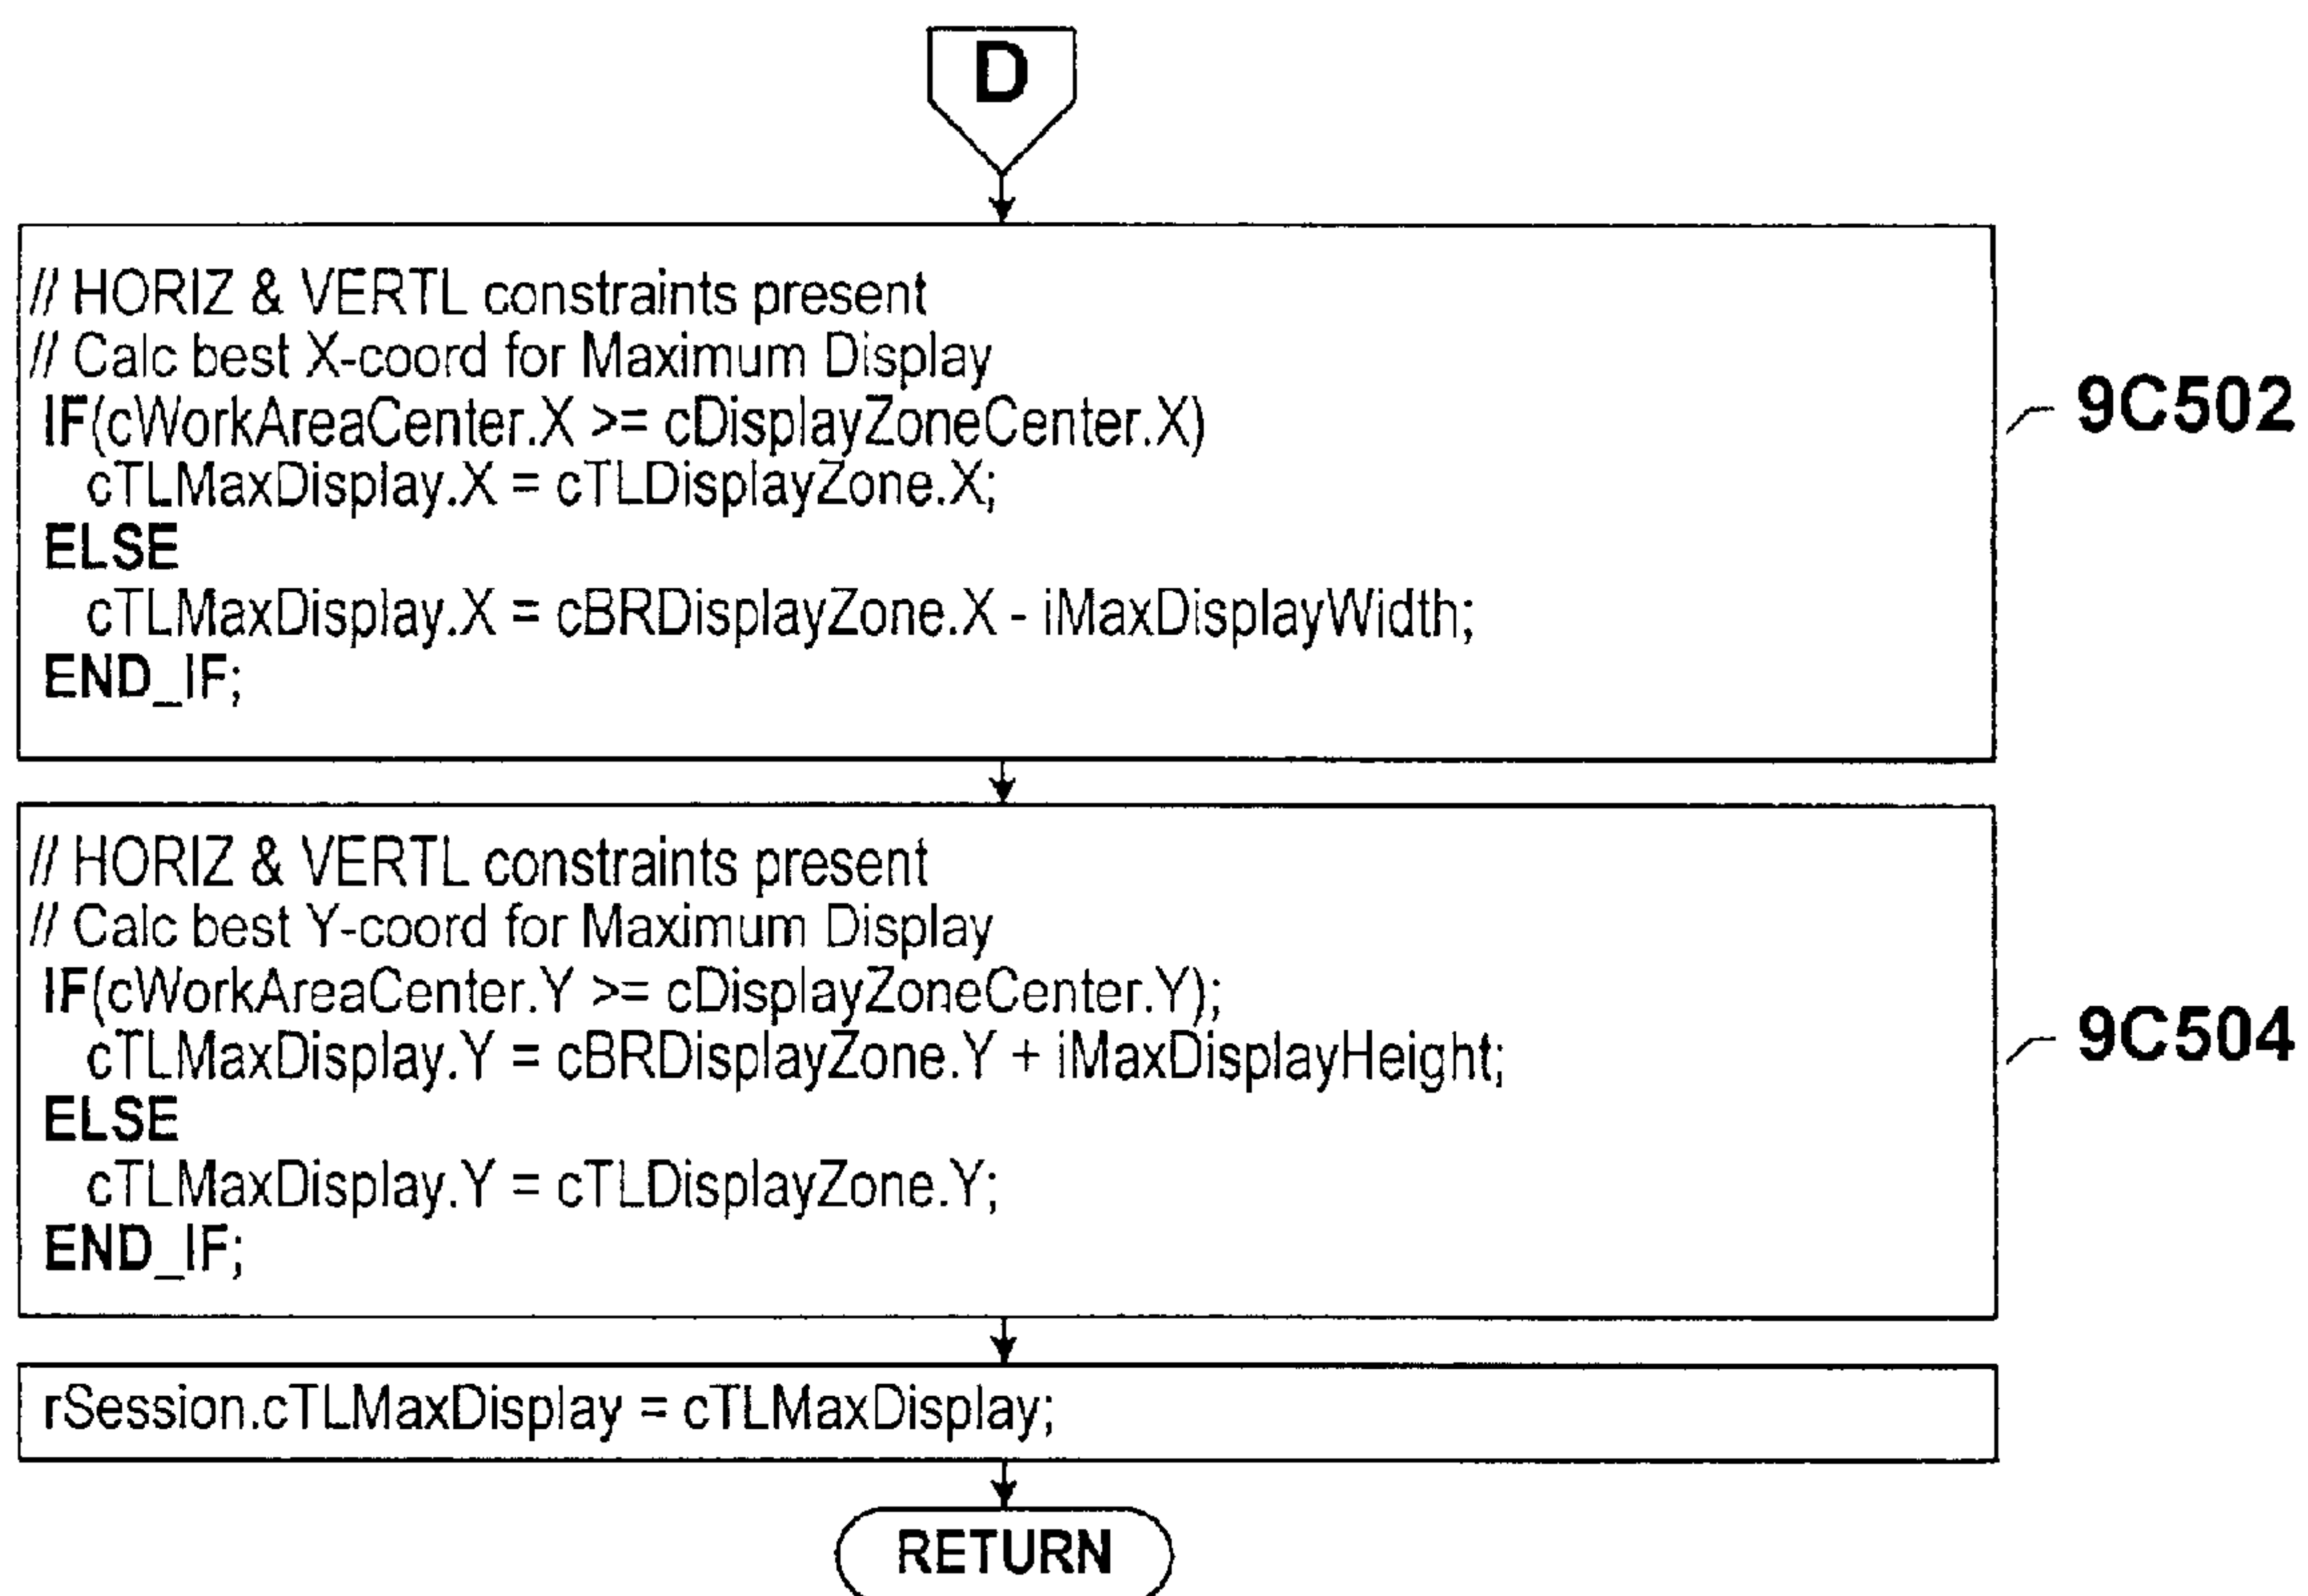 D
// HORIZ & VERTL constraints present
// Calc best X-coord for Maximum Display
IF(cWorkAreaCenter.X >= cDisplayZoneCenter.X)
cTLMaxDisplay.X = cTLDisplayZone.X;
ELSE
cTLMaxDisplay.X = cBRDisplayZone.X - iMaxDisplayWidth;
END_IF;
9C502
// HORIZ & VERTL constraints present
// Calc best Y-coord for Maximum Display
IF(cWorkAreaCenter.Y >= cDisplayZoneCenter.Y);
cTLMaxDisplay.Y = cBRDisplayZone.Y + iMaxDisplayHeight;
ELSE
cTLMaxDisplay.Y = cTLDisplayZone.Y;
END_IF;
9C504
rSession.cTLMaxDisplay = cTLMaxDisplay;
RETURN